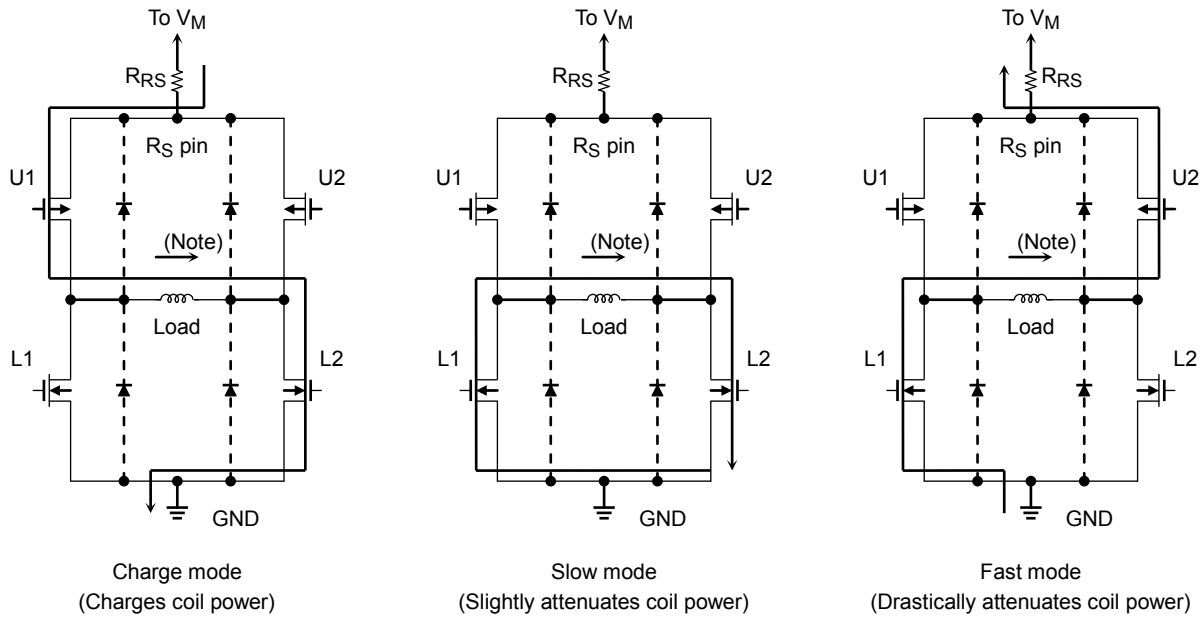 To VM
RRS
RS pin
U1
U2
(Note)
Load
L1
L2
GND
Charge mode
(Charges coil power)
To VM
RRS
RS pin
U1
U2
(Note)
Load
L1
L2
GND
Slow mode
(Slightly attenuates coil power)
To VM
RRS
RS pin
U1
U2
(Note)
Load
L1
L2
GND
Fast mode
(Drastically attenuates coil power)